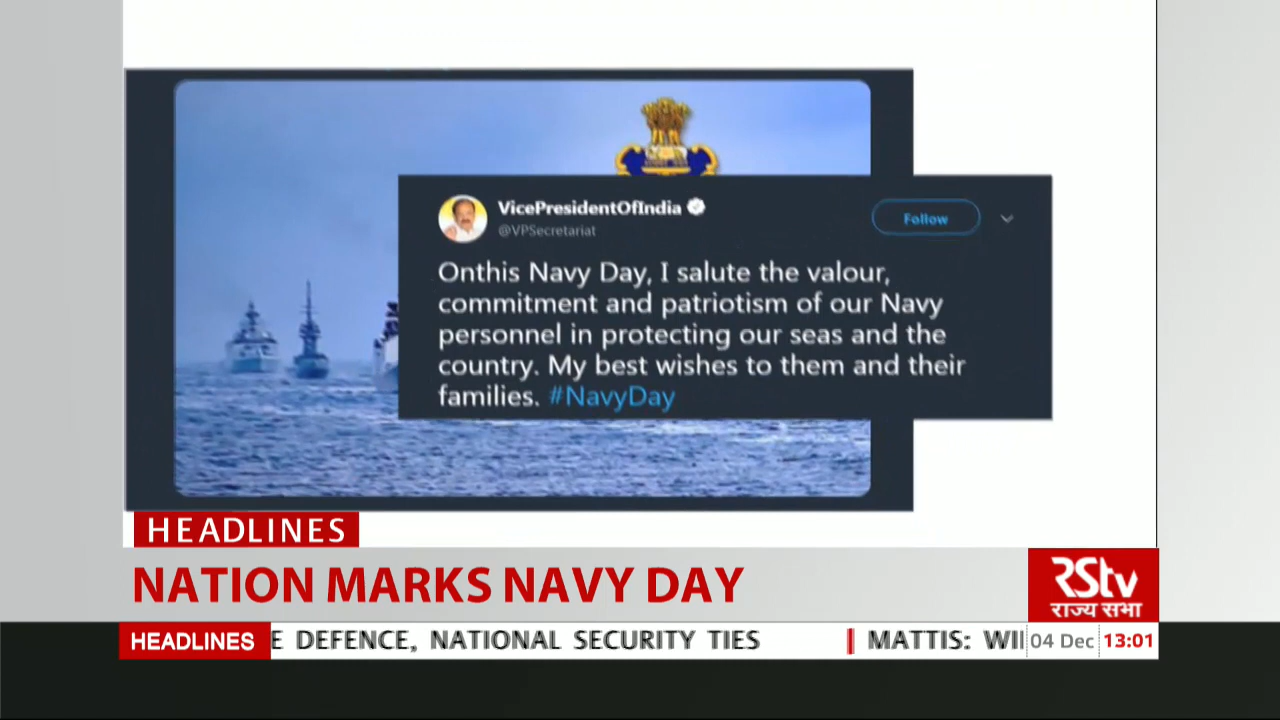 VicePresidentOfIndia
@VPSecretariat
Follow
Onthis Navy Day, I salute the valour,
commitment and patriotism of our Navy
personnel in protecting our seas and the
country. My best wishes to them and their
families. #NavyDay
HEADLINES
NATION MARKS NAVY DAY
RSTV
राज्य सभा
HEADLINES
E DEFENCE, NATIONAL SECURITY TIES
MATTIS:
04 Dec
13:01